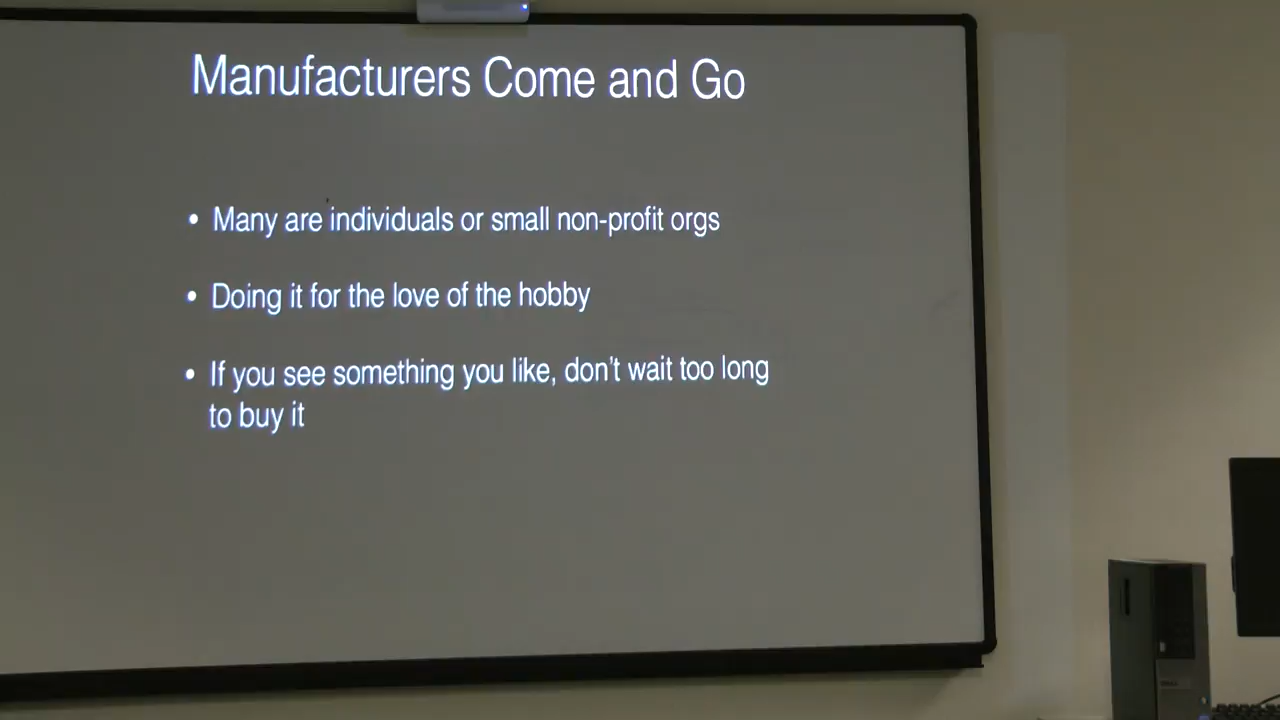 Manufacturers Come and Go
• Many are individuals or small non-profit orgs
• Doing it for the love of the hobby
• If you see something you like, don't wait too long
to buy it